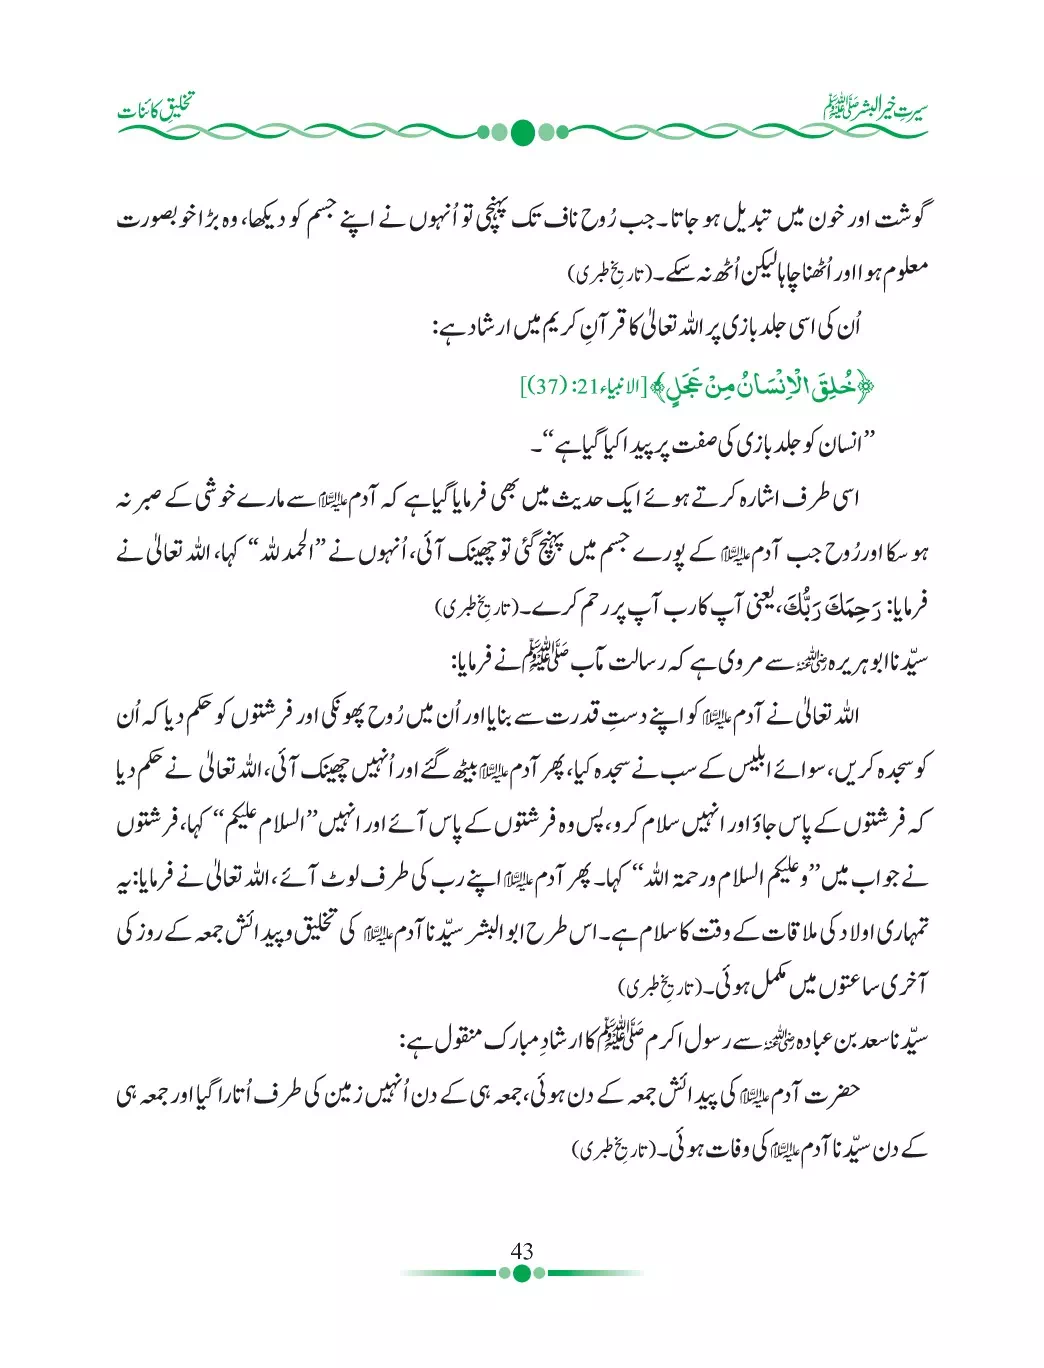 سیرتِ خیر البشر ﷺ
تخلیقِ کائنات
گوشت اور خون میں تبدیل ہو جاتا۔ جب رُوح ناف تک پہنچی تو اُنہوں نے اپنے جسم کو دیکھا، وہ بڑا خوبصورت
معلوم ہوا اور اُٹھنا چاہا لیکن اُٹھ نہ سکے۔ (تاریخِ طبری)
اُن کی اسی جلد بازی پر اللہ تعالیٰ کا قرآنِ کریم میں ارشاد ہے:
﴿خُلِقَ الْاِنْسَانُ مِنْ عَجَلٍ﴾ [الانبیاء21: (37)]
”انسان کو جلد بازی کی صفت پر پیدا کیا گیا ہے“۔
اسی طرف اشارہ کرتے ہوئے ایک حدیث میں بھی فرمایا گیا ہے کہ آدم علیہ السلام سے مارے خوشی کے صبر نہ
ہو سکا اور رُوح جب آدم علیہ السلام کے پورے جسم میں پہنچ گئی تو چھینک آئی، اُنہوں نے ”الحمد للہ“ کہا، اللہ تعالیٰ نے
فرمایا: رَحِمَكَ رَبُّكَ، یعنی آپ کا رب آپ پر رحم کرے۔ (تاریخِ طبری)
سیّدنا ابو ہریرہ رضی اللہ عنہ سے مروی ہے کہ رسالت مآب ﷺ نے فرمایا:
اللہ تعالیٰ نے آدم علیہ السلام کو اپنے دستِ قدرت سے بنایا اور اُن میں رُوح پھونکی اور فرشتوں کو حکم دیا کہ اُن
کو سجدہ کریں، سوائے ابلیس کے سب نے سجدہ کیا، پھر آدم علیہ السلام بیٹھ گئے اور اُنہیں چھینک آئی، اللہ تعالیٰ نے حکم دیا
کہ فرشتوں کے پاس جاؤ اور انہیں سلام کرو، پس وہ فرشتوں کے پاس آئے اور انہیں ”السلام علیکم“ کہا، فرشتوں
نے جواب میں ”وعلیکم السلام ورحمۃ اللہ“ کہا۔ پھر آدم علیہ السلام اپنے رب کی طرف لوٹ آئے، اللہ تعالیٰ نے فرمایا: یہ
تمہاری اولاد کی ملاقات کے وقت کا سلام ہے۔ اس طرح ابو البشر سیّدنا آدم علیہ السلام کی تخلیق و پیدائش جمعہ کے روز کی
آخری ساعتوں میں مکمل ہوئی۔ (تاریخِ طبری)
سیّدنا سعد بن عبادہ رضی اللہ عنہ سے رسول اکرم ﷺ کا ارشادِ مبارک منقول ہے:
حضرت آدم علیہ السلام کی پیدائش جمعہ کے دن ہوئی، جمعہ ہی کے دن اُنہیں زمین کی طرف اُتارا گیا اور جمعہ ہی
کے دن سیّدنا آدم علیہ السلام کی وفات ہوئی۔ (تاریخِ طبری)
43